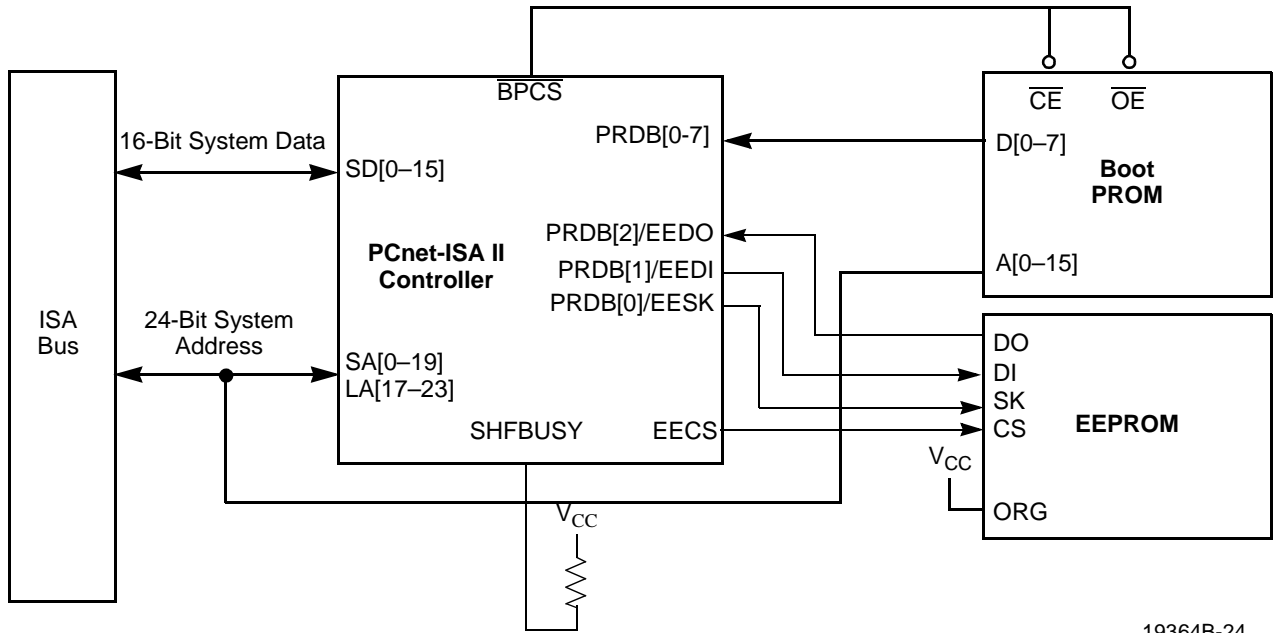 BPCS
CE
OE
PRDB[0-7]
D[0–7]
Boot
PROM
16-Bit System Data
SD[0–15]
PRDB[2]/EEDO
PRDB[1]/EEDI
PRDB[0]/EESK
PCnet-ISA II
Controller
A[0–15]
ISA
Bus
24-Bit System
Address
SA[0–19]
LA[17–23]
DO
DI
SK
CS
EEPROM
SHFBUSY
EECS
VCC
ORG
VCC
19364B-24